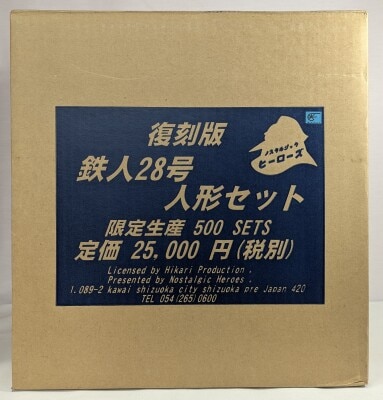 ノスタルジック
ヒーローズ
復刻版
鉄人28号
人形セット
限定生産 500 SETS
定価 25,000 円(税別)
Licensed by Hikari Production .
Presented by Nostalgic Heroes .
1.089-2 kawai shizuoka city shizuoka pre Japan 420
TEL 054(265)0600